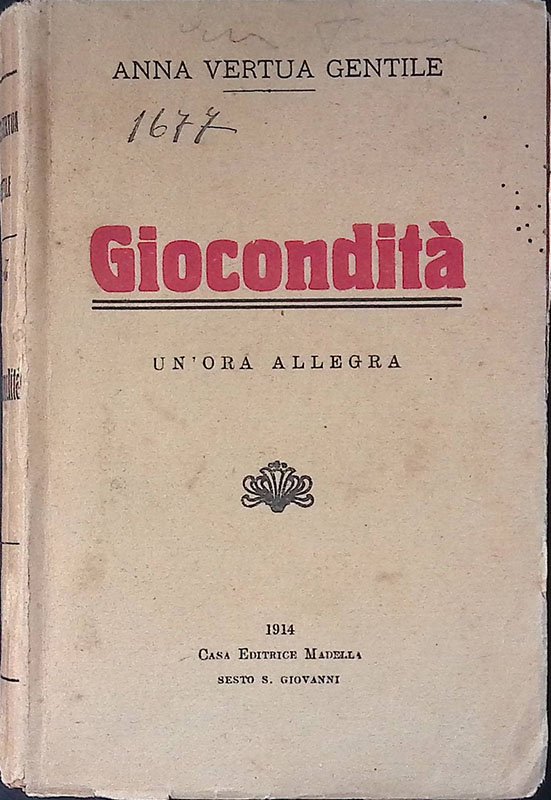 ANNA VERTUA GENTILE
1677
Giocondità
UN'ORA ALLEGRA
1914
CASA EDITRICE MADELLA
SESTO S. GIOVANNI